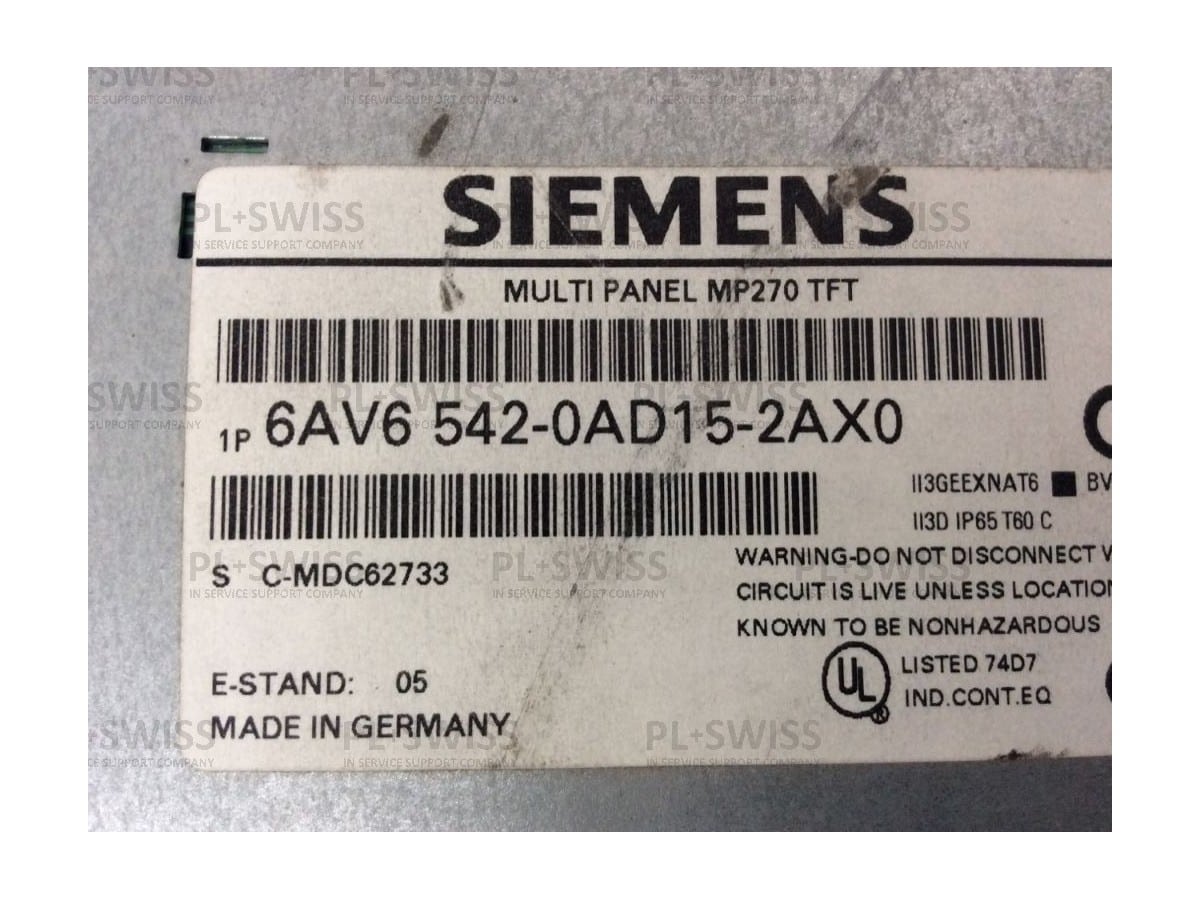 SIEMENS
MULTI PANEL MP270 TFT
1P 6AV6 542-0AD15-2AX0
II3GEEXNAT6 ■ BV
II3D IP65 T60 C
S C-MDC62733
WARNING-DO NOT DISCONNECT W
CIRCUIT IS LIVE UNLESS LOCATION
KNOWN TO BE NONHAZARDOUS
E-STAND: 05
MADE IN GERMANY
UL ®
LISTED 74D7
IND.CONT.EQ
PL+SWISS
IN SERVICE SUPPORT COMPANY